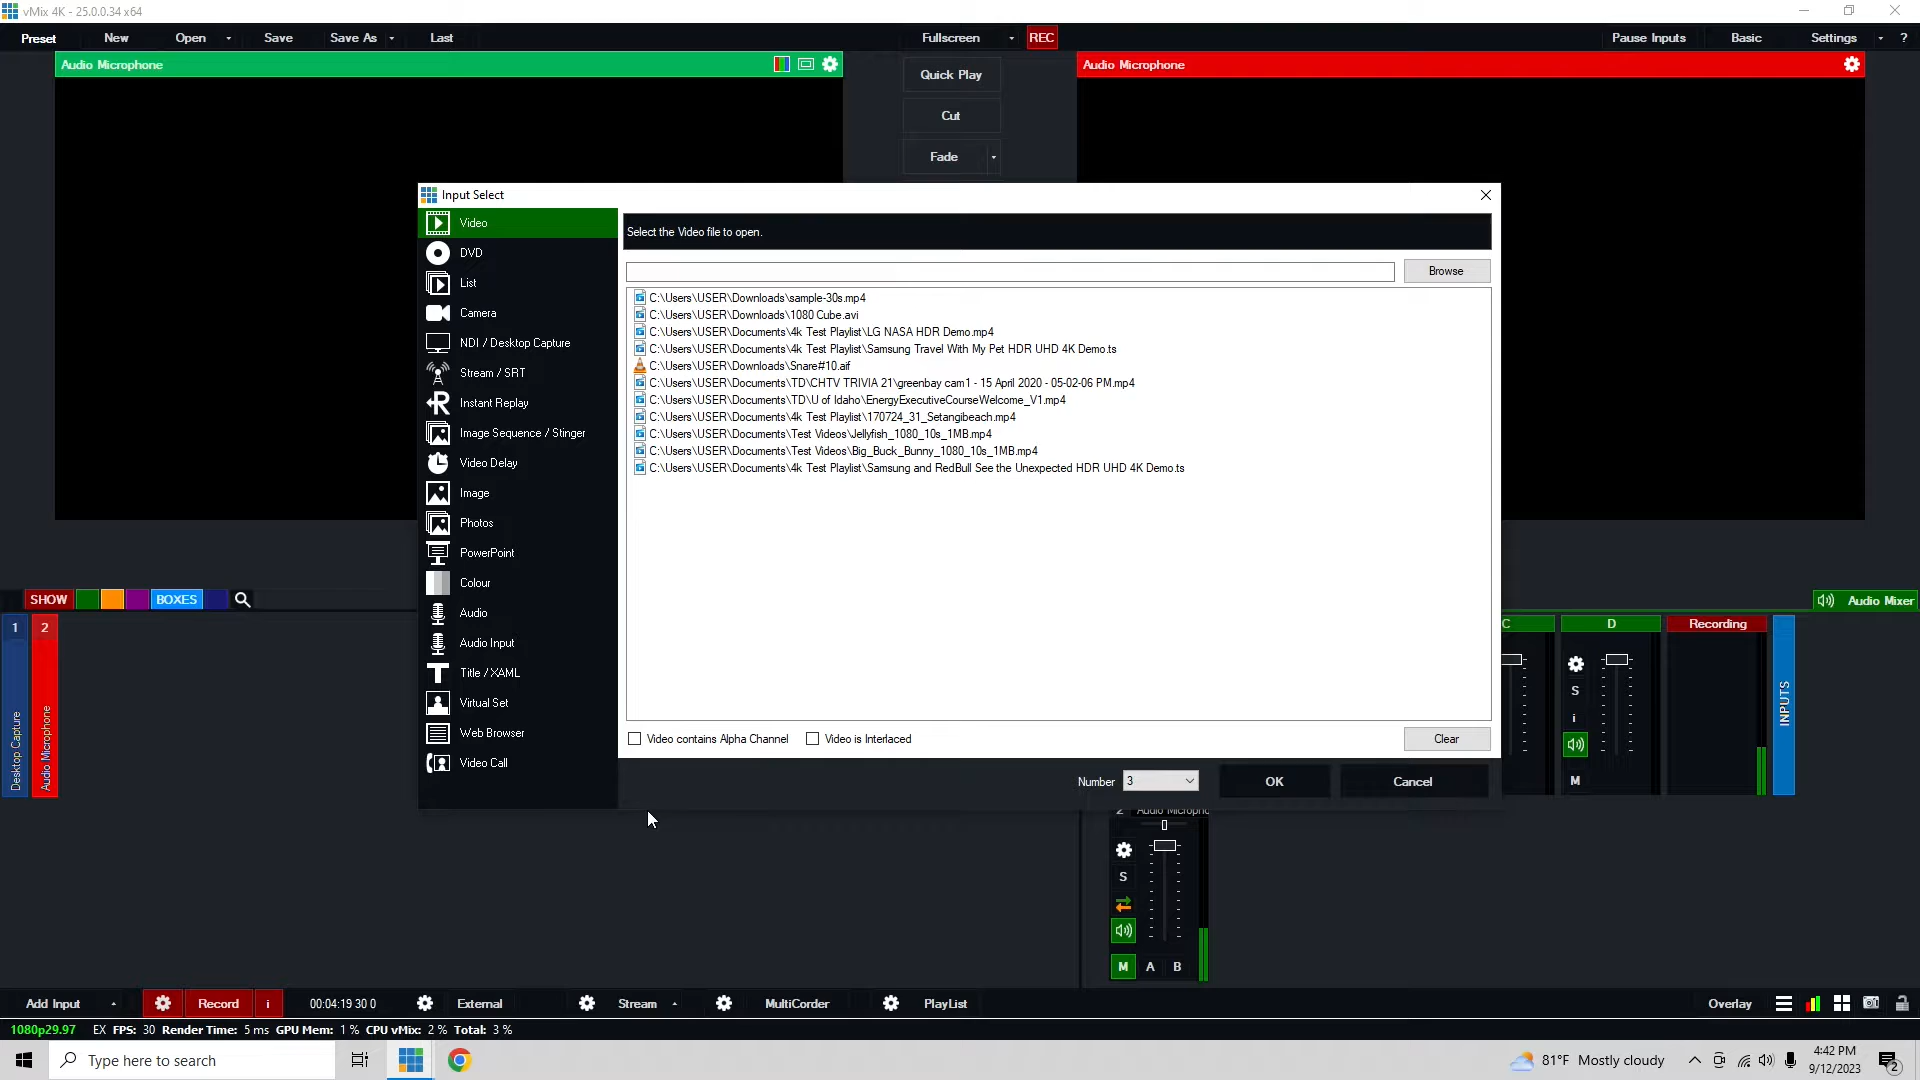 vMix 4K - 25.0.0.34 x64
Preset New Open Save Save As Last Fullscreen REC Pause Inputs Basic Settings ?
Audio Microphone
Quick Play
Audio Microphone
Cut
Fade
Input Select
Video
Select the Video file to open.
DVD
Browse
List
C:\Users\USER\Downloads\sample-30s.mp4
C:\Users\USER\Downloads\1080 Cube.avi
C:\Users\USER\Documents\4k Test Playlist\LG NASA HDR Demo.mp4
C:\Users\USER\Documents\4k Test Playlist\Samsung Travel With My Pet HDR UHD 4K Demo.ts
C:\Users\USER\Downloads\Snare#10.aif
C:\Users\USER\Documents\TD\CHTV TRIVIA 21\greenbay cam1 - 15 April 2020 - 05-02-06 PM.mp4
C:\Users\USER\Documents\TD\U of Idaho\EnergyExecutiveCourseWelcome_V1.mp4
C:\Users\USER\Documents\4k Test Playlist\170724_31_Setangibeach.mp4
C:\Users\USER\Documents\Test Videos\Jellyfish_1080_10s_1MB.mp4
C:\Users\USER\Documents\Test Videos\Big_Buck_Bunny_1080_10s_1MB.mp4
C:\Users\USER\Documents\4k Test Playlist\Samsung and RedBull See the Unexpected HDR UHD 4K Demo.ts
Camera
NDI / Desktop Capture
Stream / SRT
Instant Replay
Image Sequence / Stinger
Video Delay
Image
Photos
PowerPoint
Colour
Audio
Audio Input
Title / XAML
Virtual Set
Web Browser
Video Call
Video contains Alpha Channel Video is Interlaced Clear
Number 3 OK Cancel
SHOW BOXES
Audio Mixer
1 2
C D Recording
Desktop Capture
Audio Microphone
S
i
M
INPUTS
2 Audio Microphc
S
M A B
Add Input Record i 00:04:19 30 0 External Stream MultiCorder PlayList Overlay
1080p29.97 EX FPS: 30 Render Time: 5 ms GPU Mem: 1 % CPU vMix: 2 % Total: 3 %
Type here to search
81°F Mostly cloudy
4:42 PM
9/12/2023
2